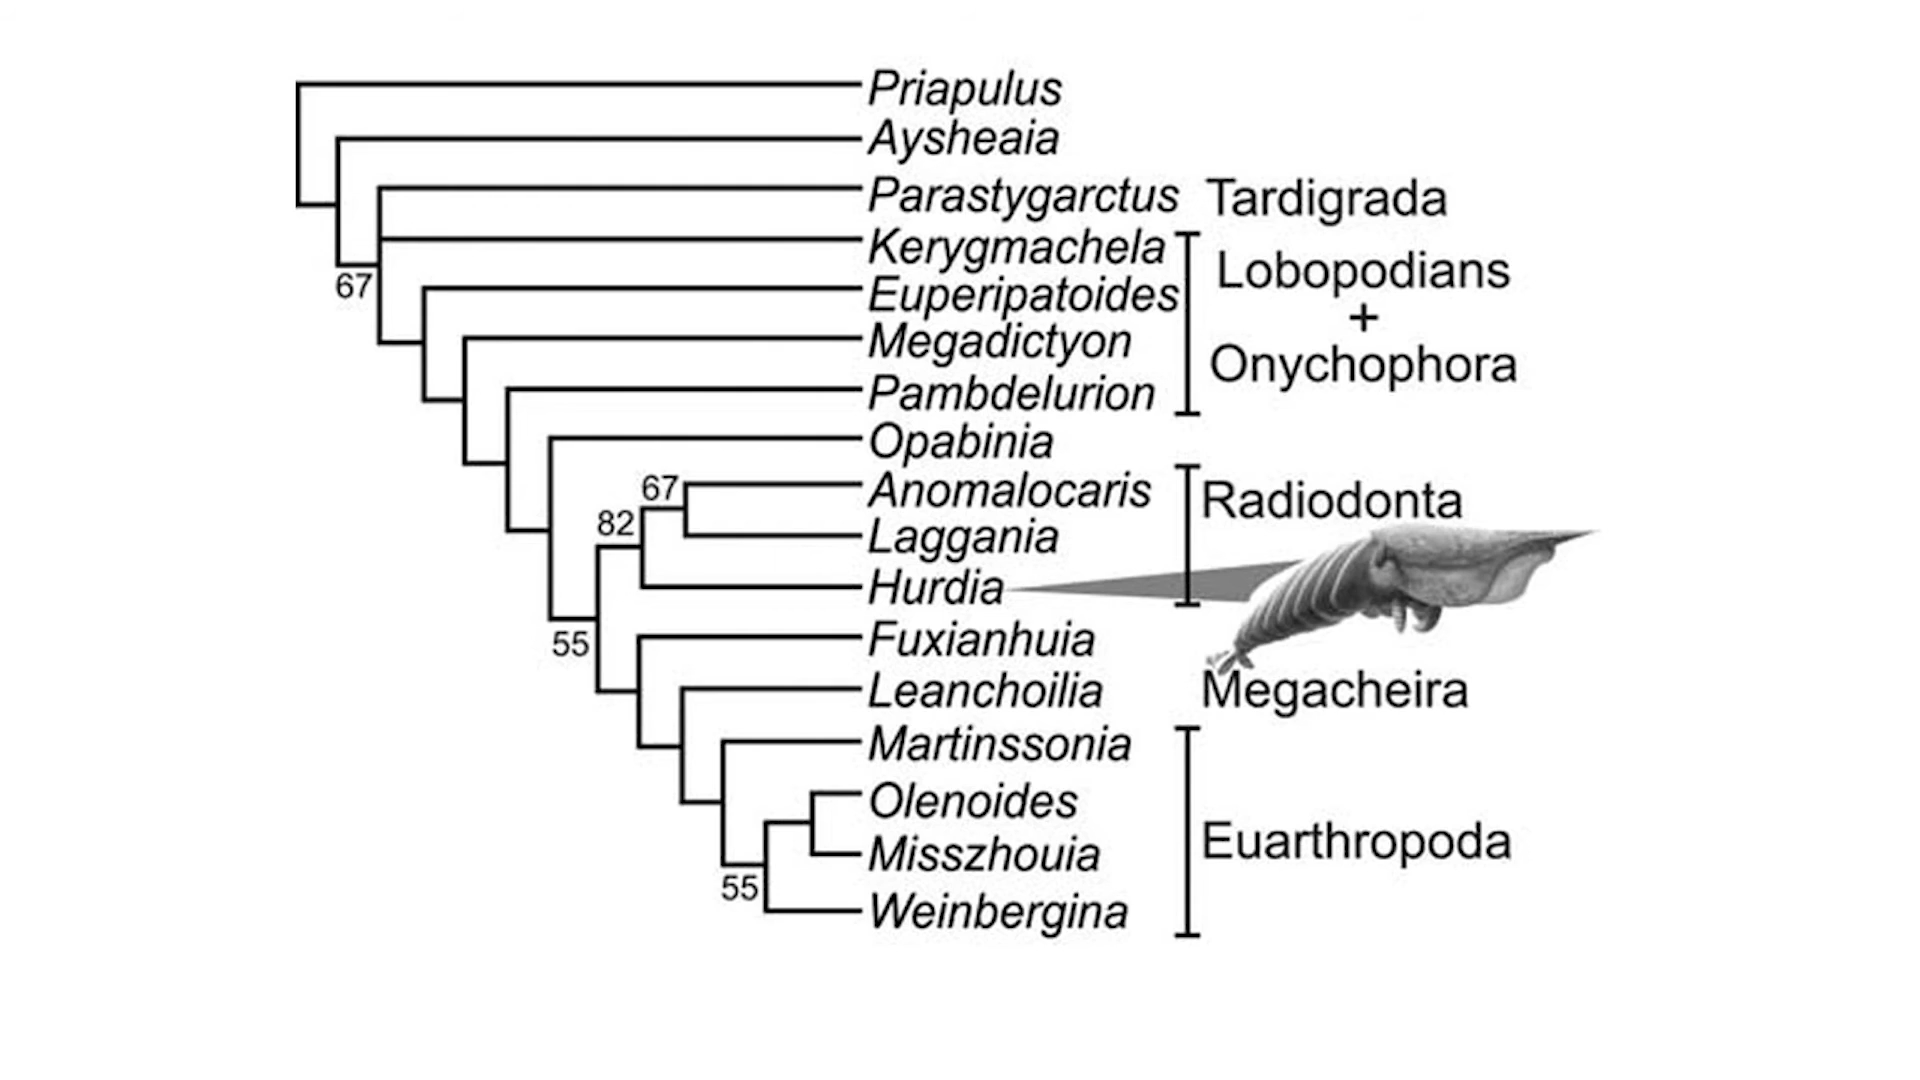 Priapulus
Aysheaia
Parastygarctus Tardigrada
Kerygmachela
Lobopodians
67
Euperipatoides
+
Megadictyon
Onychophora
Pambdelurion
Opabinia
67
Anomalocaris
Radiodonta
82
Laggania
Hurdia
Fuxianhuia
55
Leanchoilia
Megacheira
Martinssonia
Olenoides
Euarthropoda
Misszhouia
55
Weinbergina